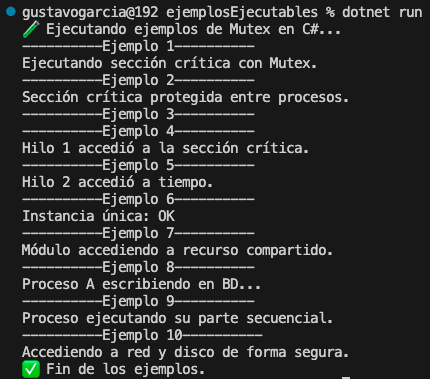 gustavogarcia@192 ejemplosEjecutables % dotnet run
🧪 Ejecutando ejemplos de Mutex en C#...
----------Ejemplo 1----------
Ejecutando sección crítica con Mutex.
----------Ejemplo 2----------
Sección crítica protegida entre procesos.
----------Ejemplo 3----------
----------Ejemplo 4----------
Hilo 1 accedió a la sección crítica.
----------Ejemplo 5----------
Hilo 2 accedió a tiempo.
----------Ejemplo 6----------
Instancia única: OK
----------Ejemplo 7----------
Módulo accediendo a recurso compartido.
----------Ejemplo 8----------
Proceso A escribiendo en BD...
----------Ejemplo 9----------
Proceso ejecutando su parte secuencial.
----------Ejemplo 10----------
Accediendo a red y disco de forma segura.
✅ Fin de los ejemplos.